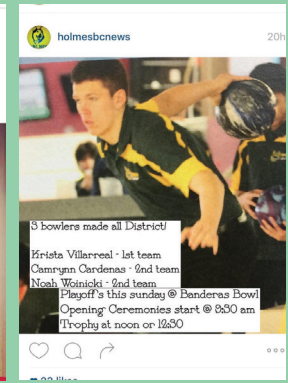 holmesbcnews
20h
3 bowlers made all District!
Krista Villarreal - 1st team
Camrynn Cardenas - 2nd team
Noah Woinicki - 2nd team
Playoff's this sunday @ Banderas Bowl
Opening Ceremonies start @ 8:30 am
Trophy at noon or 12:30